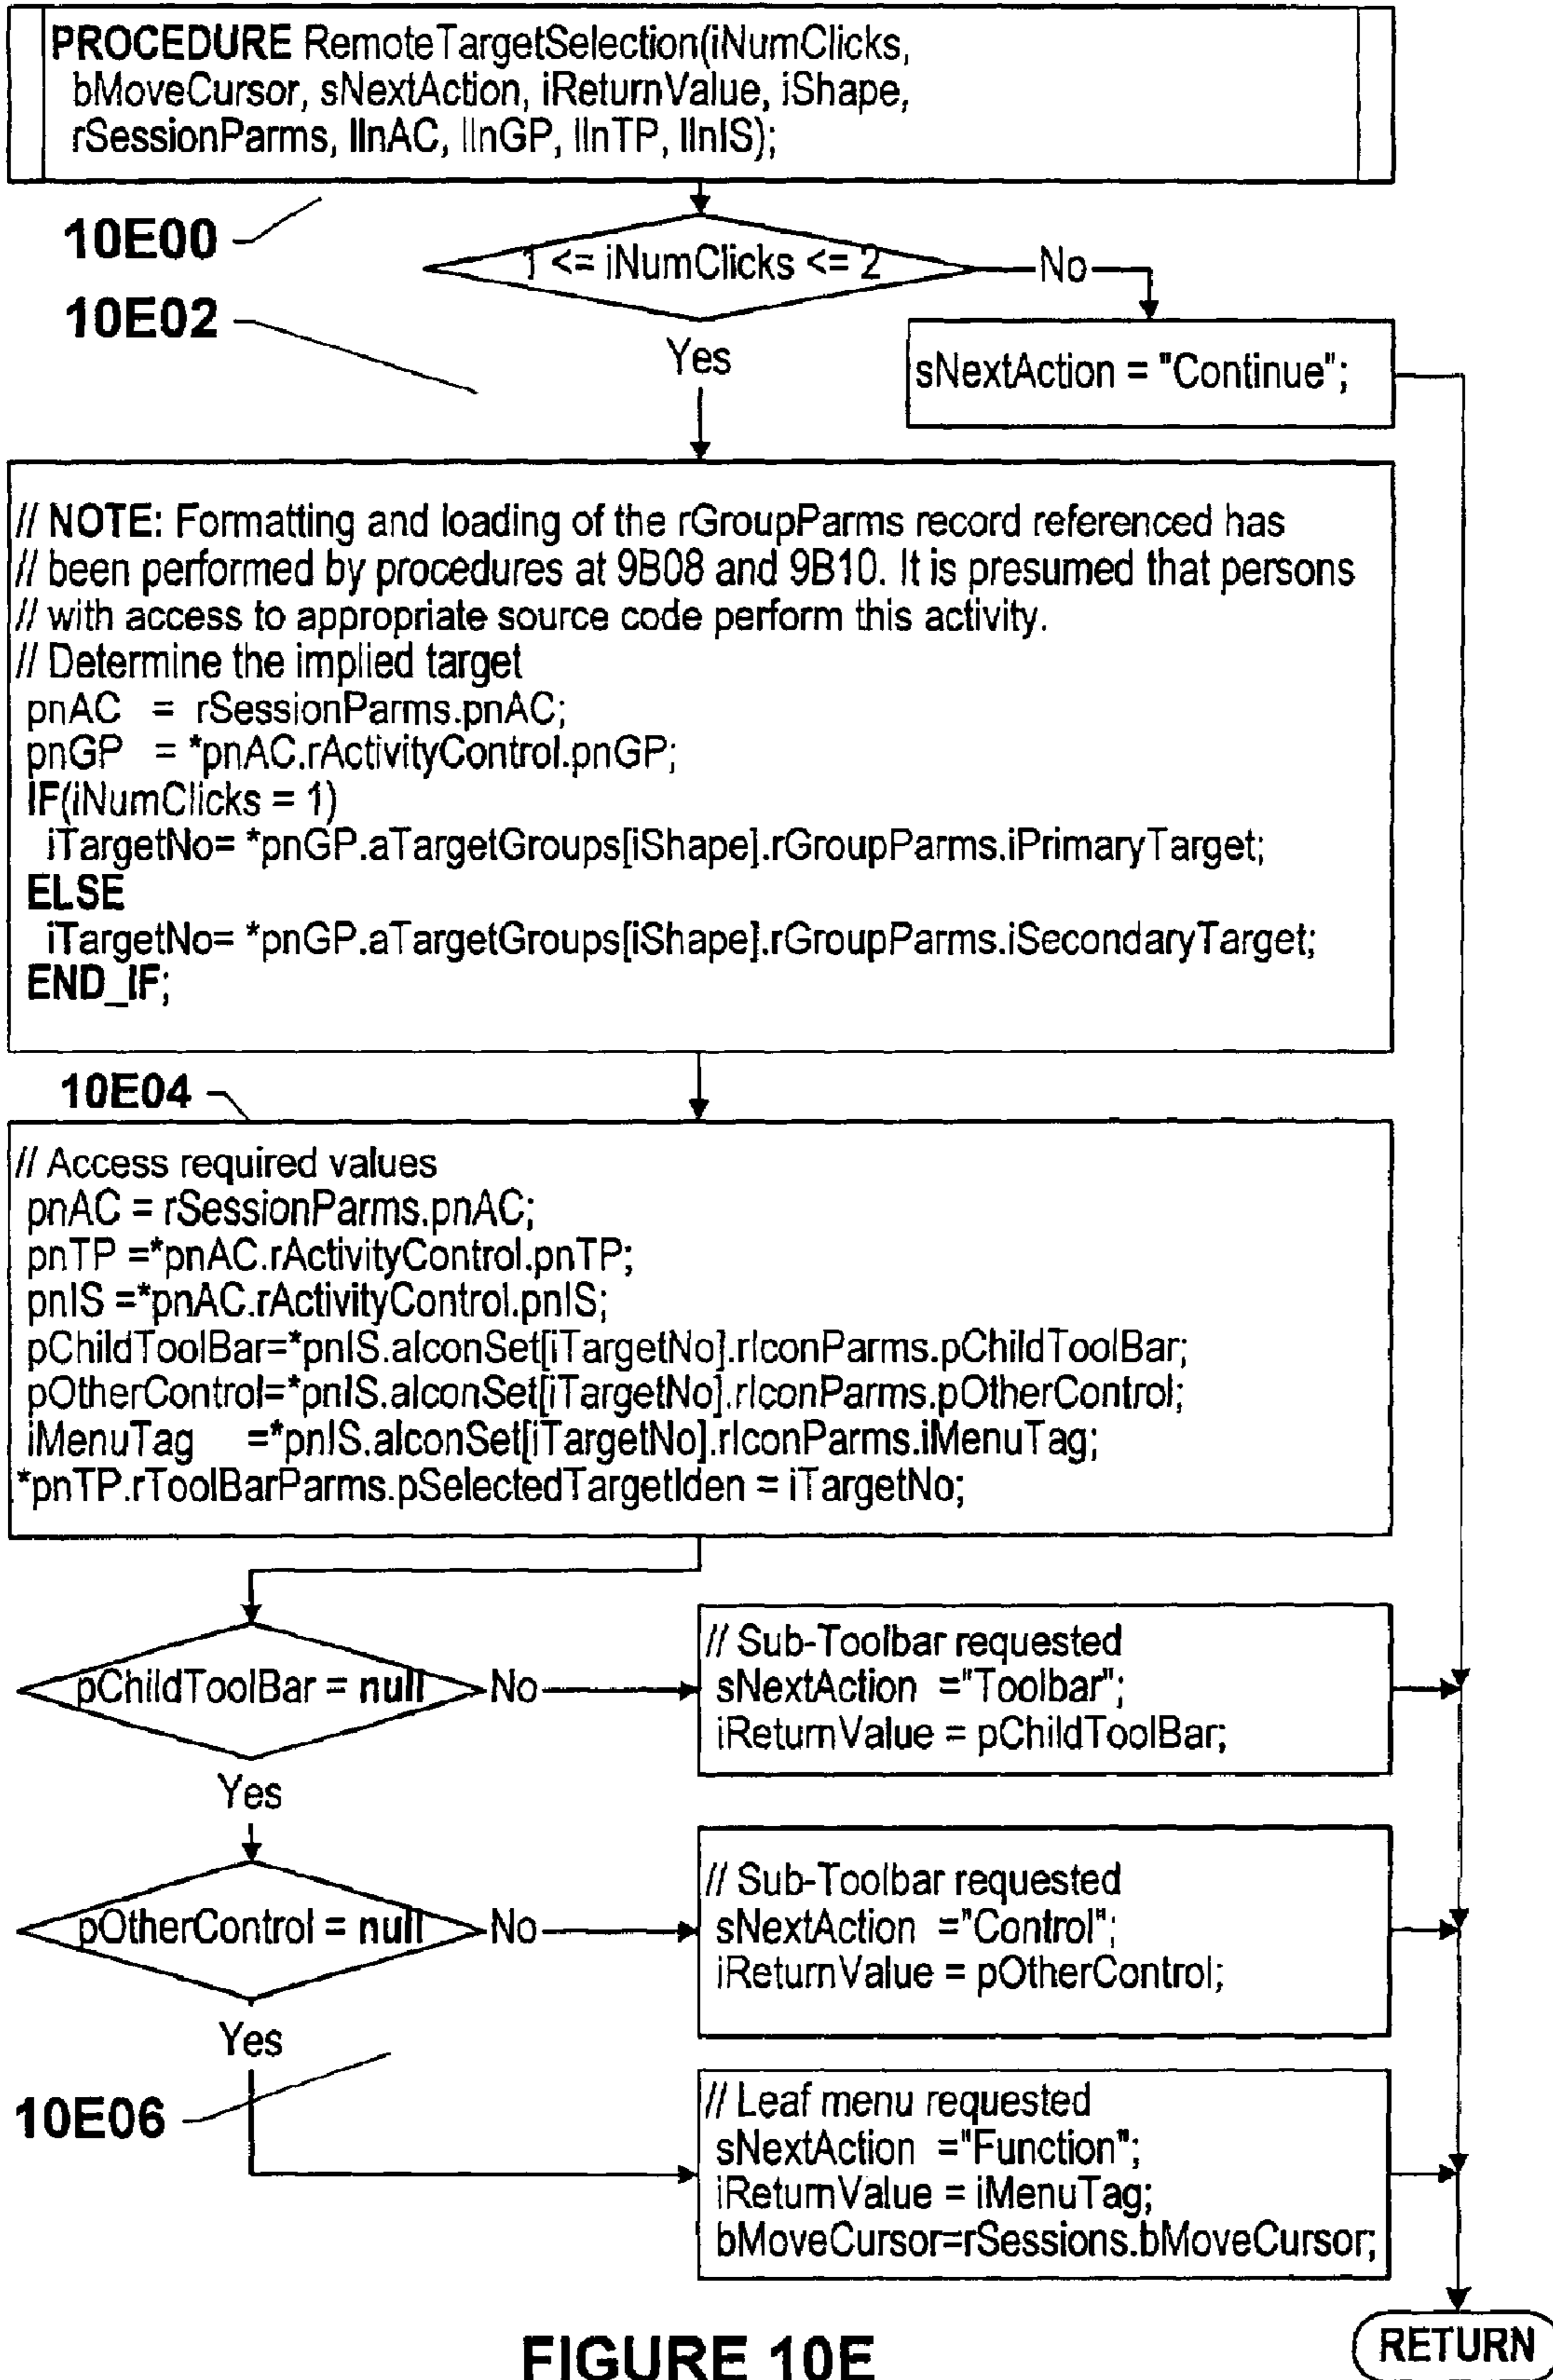 PROCEDURE RemoteTargetSelection(iNumClicks,
bMoveCursor, sNextAction, iReturnValue, iShape,
rSessionParms, llnAC, llnGP, llnTP, llnIS);
10E00
1 <= iNumClicks <= 2
No
10E02
Yes
sNextAction = "Continue";
// NOTE: Formatting and loading of the rGroupParms record referenced has
// been performed by procedures at 9B08 and 9B10. It is presumed that persons
// with access to appropriate source code perform this activity.
// Determine the implied target
pnAC = rSessionParms.pnAC;
pnGP = *pnAC.rActivityControl.pnGP;
IF(iNumClicks = 1)
iTargetNo= *pnGP.aTargetGroups[iShape].rGroupParms.iPrimaryTarget;
ELSE
iTargetNo= *pnGP.aTargetGroups[iShape].rGroupParms.iSecondaryTarget;
END_IF;
10E04
// Access required values
pnAC = rSessionParms.pnAC;
pnTP =*pnAC.rActivityControl.pnTP;
pnIS =*pnAC.rActivityControl.pnIS;
pChildToolBar=*pnIS.aIconSet[iTargetNo].rIconParms.pChildToolBar;
pOtherControl=*pnIS.aIconSet[iTargetNo].rIconParms.pOtherControl;
iMenuTag =*pnIS.aIconSet[iTargetNo].rIconParms.iMenuTag;
*pnTP.rToolBarParms.pSelectedTargetIden = iTargetNo;
pChildToolBar = null
No
// Sub-Toolbar requested
sNextAction ="Toolbar";
iReturnValue = pChildToolBar;
Yes
pOtherControl = null
No
// Sub-Toolbar requested
sNextAction ="Control";
iReturnValue = pOtherControl;
Yes
10E06
// Leaf menu requested
sNextAction ="Function";
iReturnValue = iMenuTag;
bMoveCursor=rSessions.bMoveCursor;
RETURN
FIGURE 10E